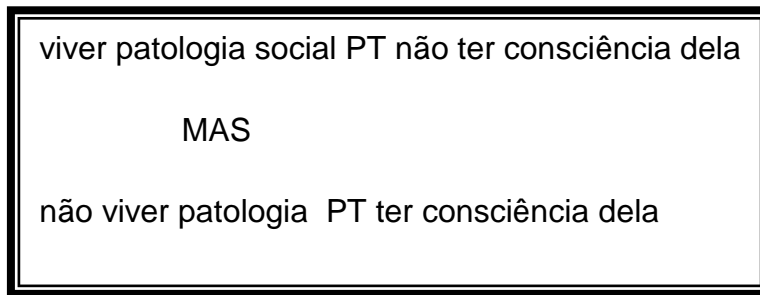 viver patologia social PT não ter consciência dela
MAS
não viver patologia PT ter consciência dela